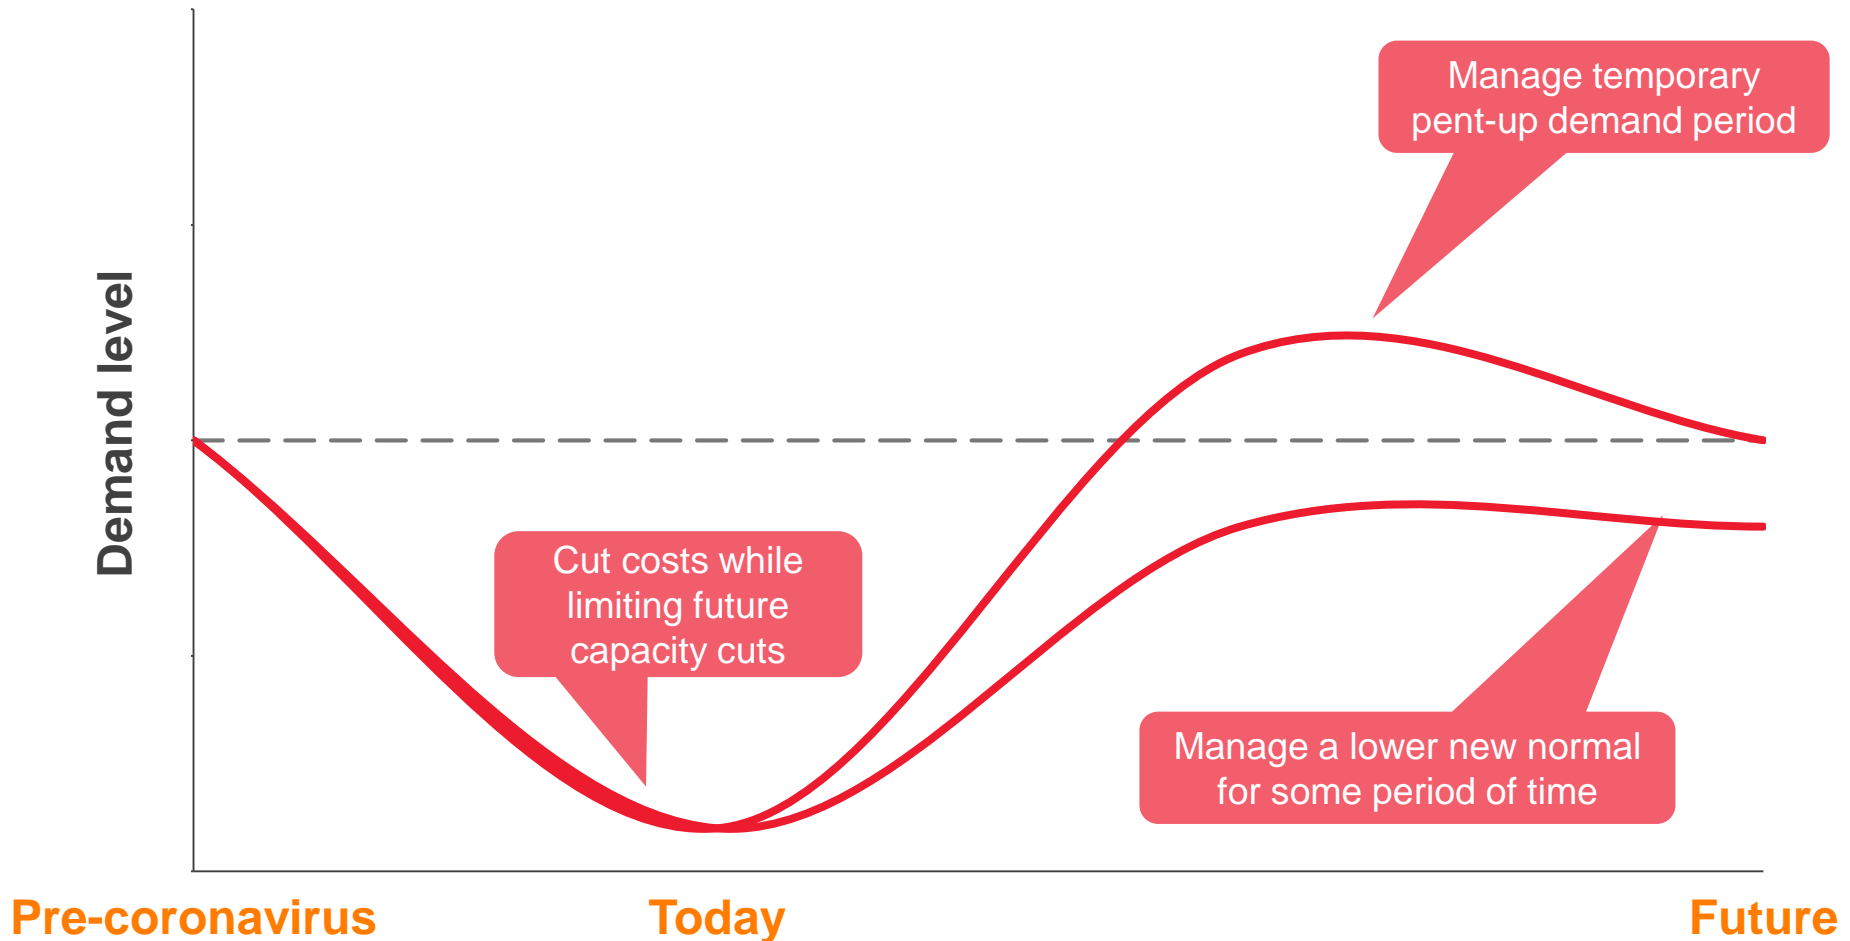 Manage temporary
pent-up demand period
Demand level
Cut costs while
limiting future
capacity cuts
Manage a lower new normal
for some period of time
Pre-coronavirus
Today
Future